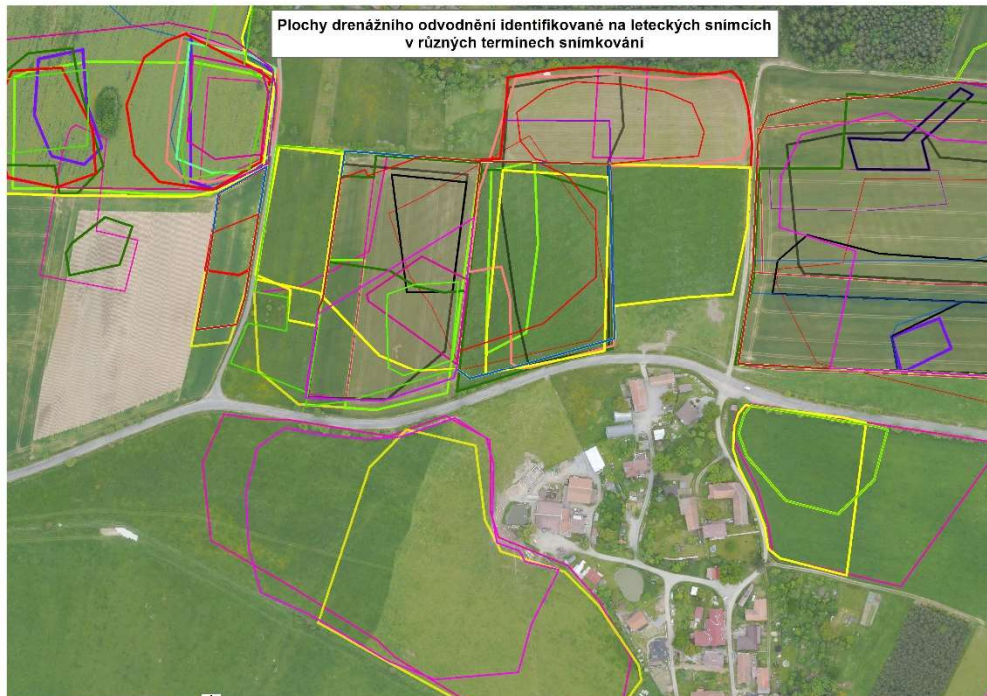 Plochy drenážního odvodnění identifikované na leteckých snímcích
v různých termínech snímkování